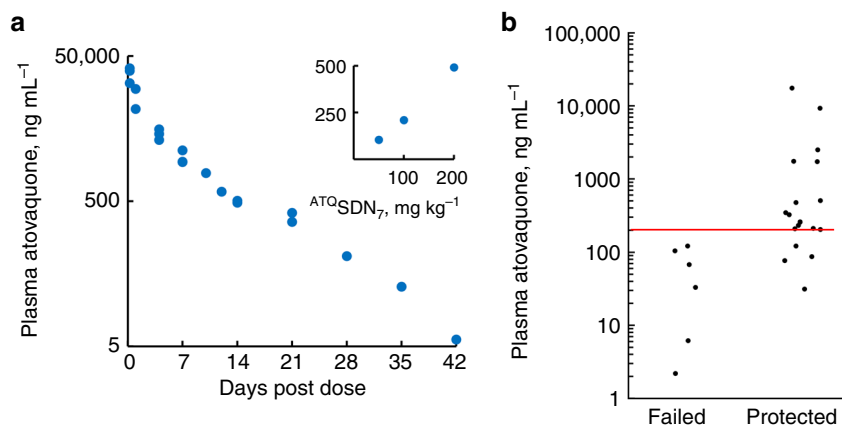 a
Plasma atovaquone, ng mL⁻¹
50,000
500
5
0 7 14 21 28 35 42
Days post dose
500
250
100 200
ᴬᵀQSDN₇, mg kg⁻¹
b
Plasma atovaquone, ng mL⁻¹
100,000
10,000
1000
100
10
1
Failed Protected